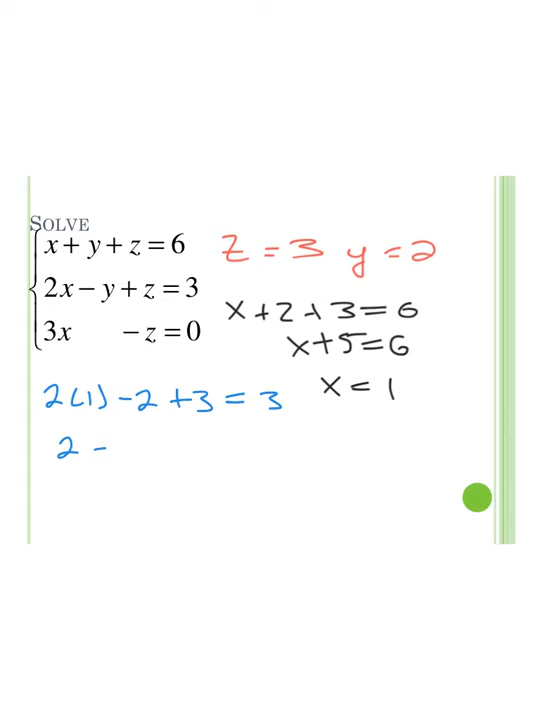 SOLVE
x + y + z = 6
2x − y + z = 3
3x − z = 0
z = 3 y = 2
x + 2 + 3 = 6
x + 5 = 6
x = 1
2(1) - 2 + 3 = 3
2 -